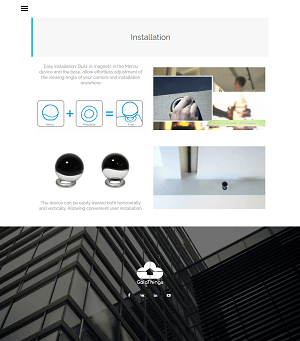 Installation
Easy installation: Built-in magnets in the Menou
device and the base, allow effortless adjustment of
the viewing angle of your camera and installation
anywhere
The device can be easily moved both horizontally
and vertically. Allowing convenient user installation.
GaiaThings